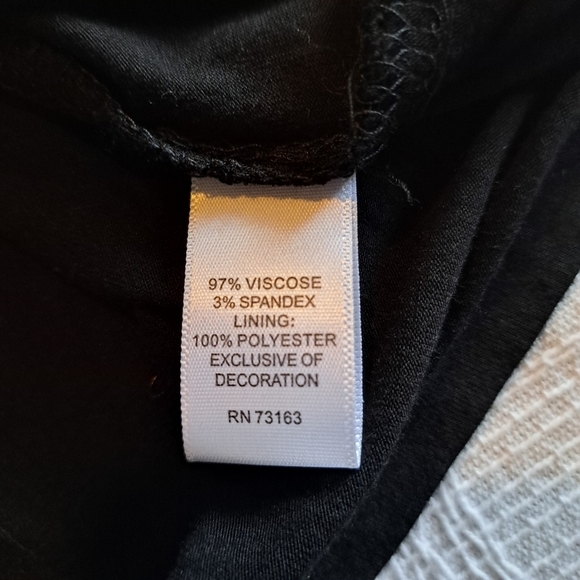 97% VISCOSE
3% SPANDEX
LINING:
100% POLYESTER
EXCLUSIVE OF
DECORATION
RN 73163